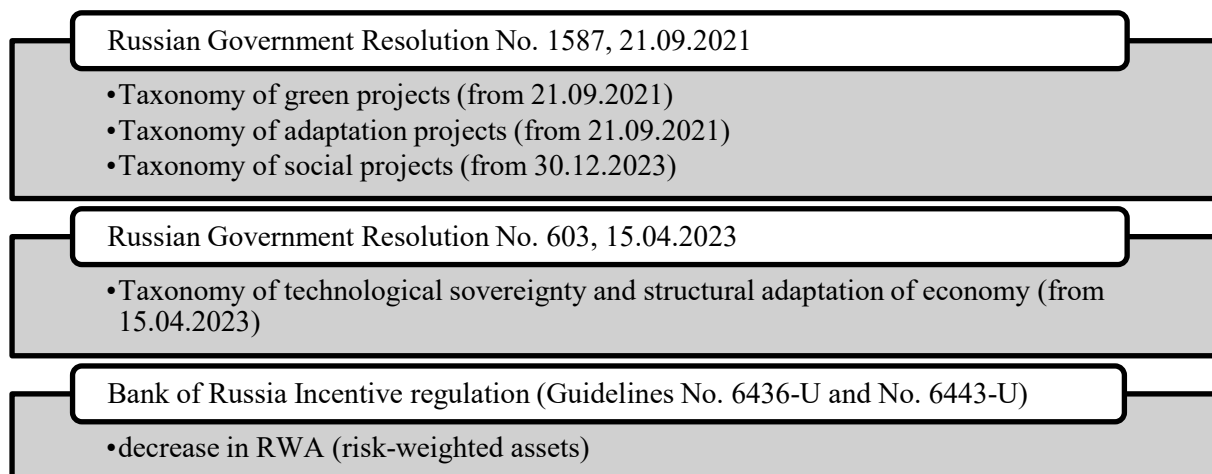 Russian Government Resolution No. 1587, 21.09.2021
•Taxonomy of green projects (from 21.09.2021)
•Taxonomy of adaptation projects (from 21.09.2021)
•Taxonomy of social projects (from 30.12.2023)
Russian Government Resolution No. 603, 15.04.2023
•Taxonomy of technological sovereignty and structural adaptation of economy (from
15.04.2023)
Bank of Russia Incentive regulation (Guidelines No. 6436-U and No. 6443-U)
•decrease in RWA (risk-weighted assets)